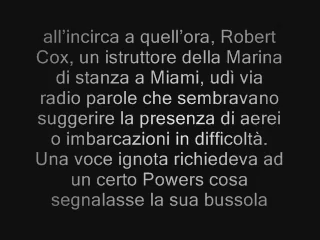 all’incirca a quell’ora, Robert
Cox, un istruttore della Marina
di stanza a Miami, udì via
radio parole che sembravano
suggerire la presenza di aerei
o imbarcazioni in difficoltà.
Una voce ignota richiedeva ad
un certo Powers cosa
segnalasse la sua bussola